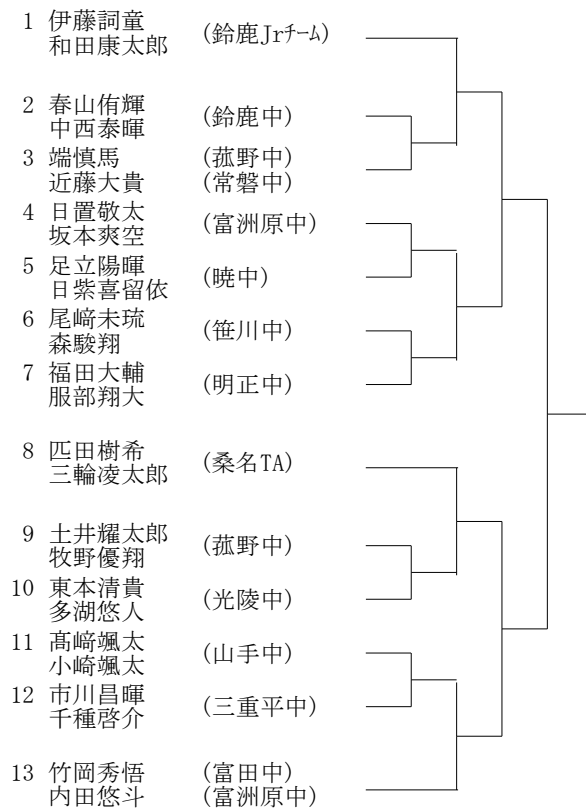 1 伊藤詞童
和田康太郎 (鈴鹿Jrチーム)
2 春山侑輝
中西泰暉 (鈴鹿中)
3 端慎馬 (菰野中)
近藤大貴 (常磐中)
4 日置敬太
坂本爽空 (富洲原中)
5 足立陽暉
日紫喜留依 (暁中)
6 尾﨑未琉
森駿翔 (笹川中)
7 福田大輔
服部翔大 (明正中)
8 匹田樹希
三輪凌太郎 (桑名TA)
9 土井耀太郎
牧野優翔 (菰野中)
10 東本清貴
多湖悠人 (光陵中)
11 髙﨑颯太
小崎颯太 (山手中)
12 市川昌暉
千種啓介 (三重平中)
13 竹岡秀悟 (富田中)
内田悠斗 (富洲原中)